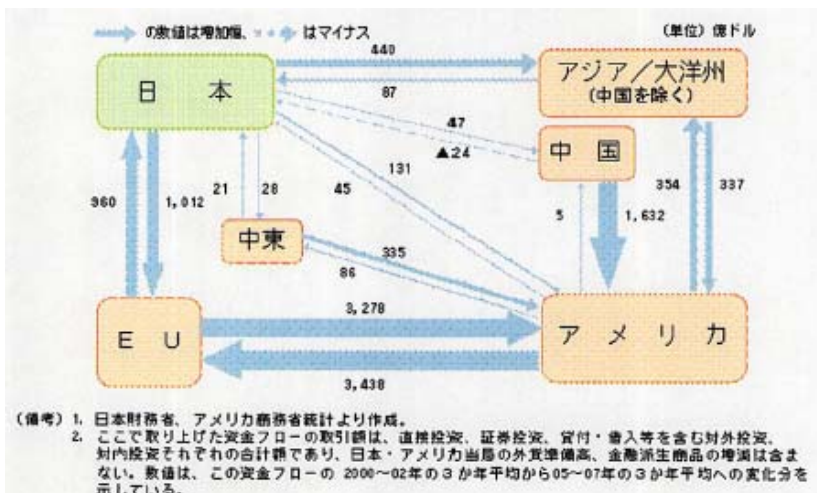 の数値は増加幅、はマイナス
(単位)億ドル
440
日 本
アジア/大洋州
(中国を除く)
87
47
▲24
中 国
131
960
1,012
21
28
45
354
337
5
1,632
中東
335
86
3,278
E U
アメリカ
3,438
(備考) 1. 日本財務省、アメリカ商務省統計より作成。
2. ここで取り上げた資金フローの取引額は、直接投資、証券投資、貸付・借入等を含む対外投資、
対内投資それぞれの合計額であり、日本・アメリカ当局の外貨準備高、金融派生商品の増減は含ま
ない。数値は、この資金フローの 2000~02年の3か年平均から05~07年の3か年平均への変化分を
示している。